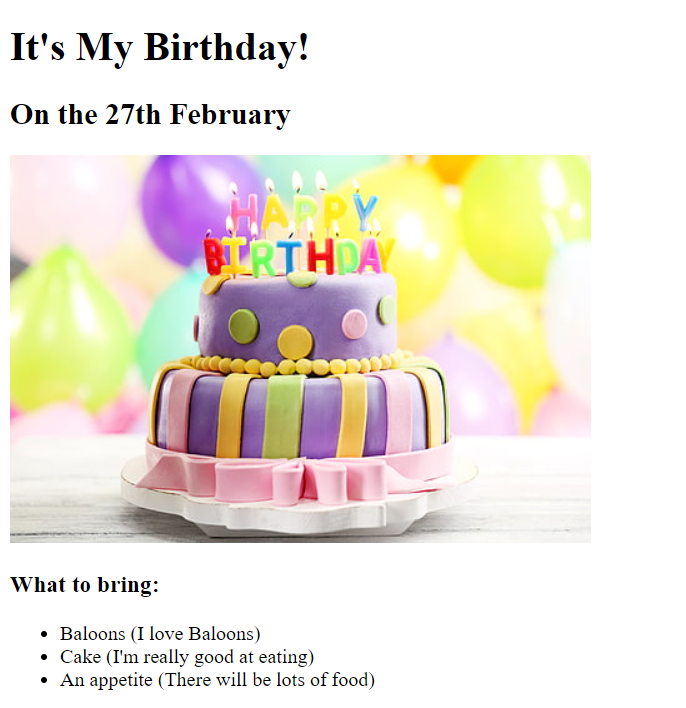 It's My Birthday!
On the 27th February
HAPPY
BIRTHDAY
What to bring:
Baloons (I love Baloons)
Cake (I'm really good at eating)
An appetite (There will be lots of food)